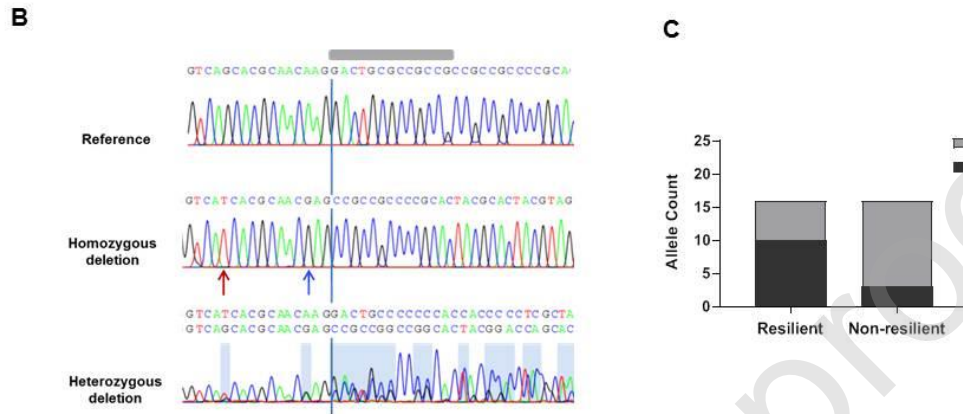 B
GTCAGCACGCAACAAGGACTGCGCCGCCGCCGCCGCCCCGCA
Reference
GTCATCACGCAACGAGCCGCCGCCCCGCACTACGCACTACGTAG
Homozygous
deletion
GTCATCACGCAACAAGGACTGCCCCCCCACCACCCCCTCGCTA
GTCAGCACGCAACGAGCCGCCGGCCGGCACTACGGACCAGCAC
Heterozygous
deletion
C
25
20
15
10
5
0
Allele Count
Resilient Non-resilient